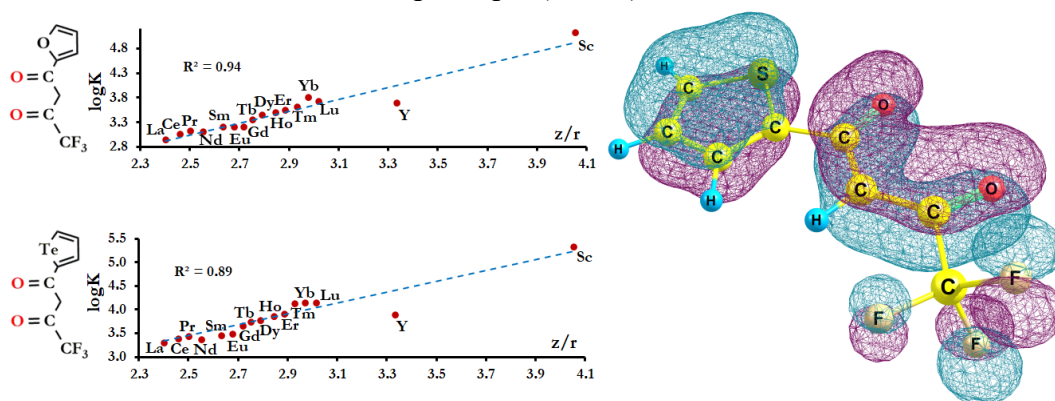 O
O
O
CF3
logK
4.8
4.3
3.8
3.3
2.8
R² = 0.94
La Ce Pr Nd Sm Eu Gd Tb Dy Ho Er Tm Yb Lu Y Sc
2.3 2.5 2.7 2.9 3.1 3.3 3.5 3.7 3.9 4.1
z/r
Te
O
O
CF3
logK
5.5
5.0
4.5
4.0
3.5
3.0
R² = 0.89
La Ce Pr Nd Sm Eu Gd Tb Dy Ho Er Tm Yb Lu Y Sc
2.3 2.5 2.7 2.9 3.1 3.3 3.5 3.7 3.9 4.1
z/r
H C S
H C C C C O
H
H C C O
C F
F F